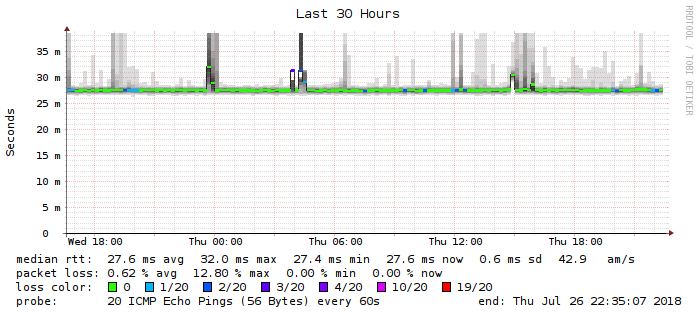 Last 30 Hours
RRDTOOL / TOBI OETIKER
Seconds
35 m
30 m
25 m
20 m
15 m
10 m
5 m
0
Wed 18:00 Thu 00:00 Thu 06:00 Thu 12:00 Thu 18:00
median rtt: 27.6 ms avg 32.0 ms max 27.4 ms min 27.6 ms now 0.6 ms sd 42.9 am/s
packet loss: 0.62 % avg 12.80 % max 0.00 % min 0.00 % now
loss color: 0 1/20 2/20 3/20 4/20 10/20 19/20
probe: 20 ICMP Echo Pings (56 Bytes) every 60s end: Thu Jul 26 22:35:07 2018